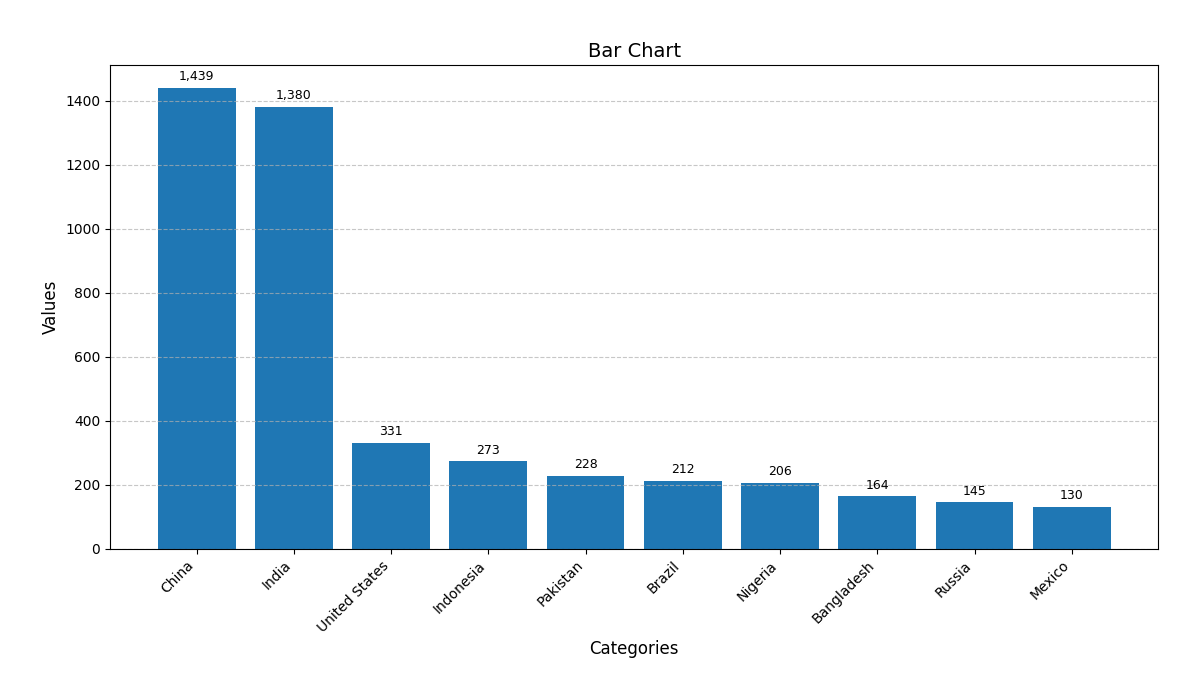 Bar Chart
1,439
1,380
331
273
228
212
206
164
145
130
1400
1200
1000
800
600
400
200
0
Values
China
India
United States
Indonesia
Pakistan
Brazil
Nigeria
Bangladesh
Russia
Mexico
Categories